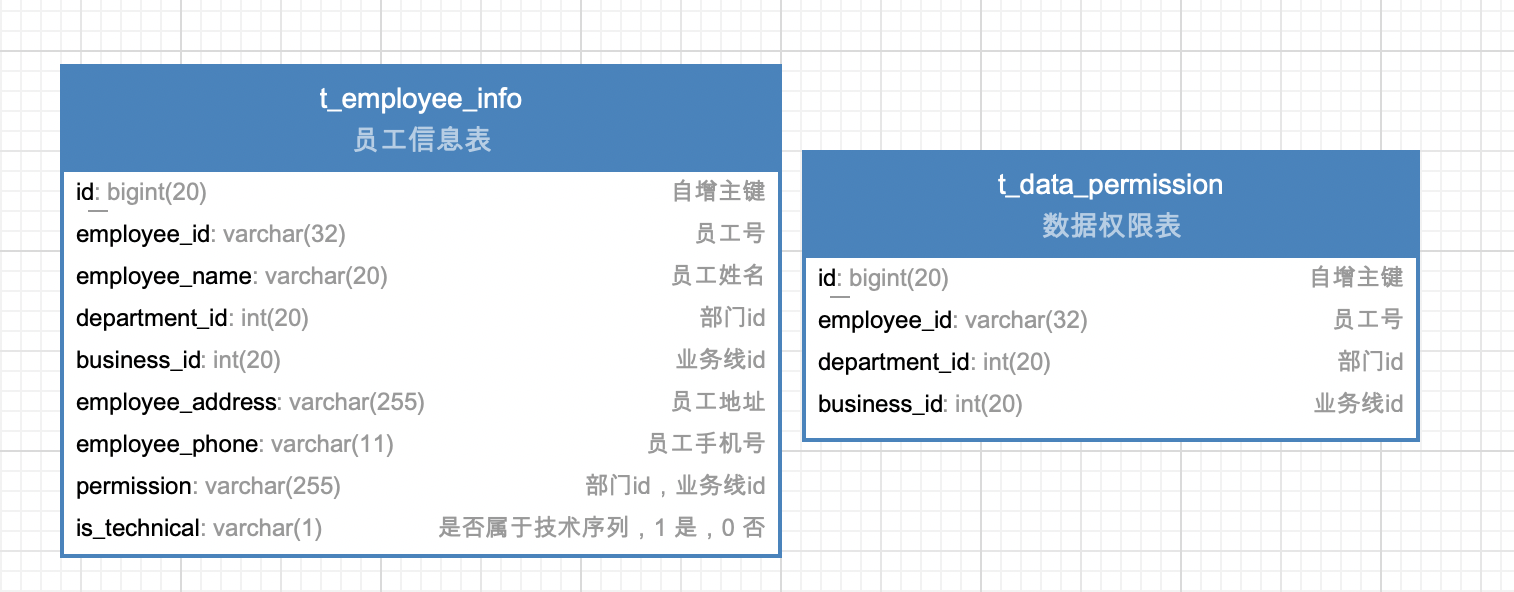 t_employee_info
员工信息表
id: bigint(20) 自增主键
employee_id: varchar(32) 员工号
employee_name: varchar(20) 员工姓名
department_id: int(20) 部门id
business_id: int(20) 业务线id
employee_address: varchar(255) 员工地址
employee_phone: varchar(11) 员工手机号
permission: varchar(255) 部门id，业务线id
is_technical: varchar(1) 是否属于技术序列，1 是，0 否
t_data_permission
数据权限表
id: bigint(20) 自增主键
employee_id: varchar(32) 员工号
department_id: int(20) 部门id
business_id: int(20) 业务线id